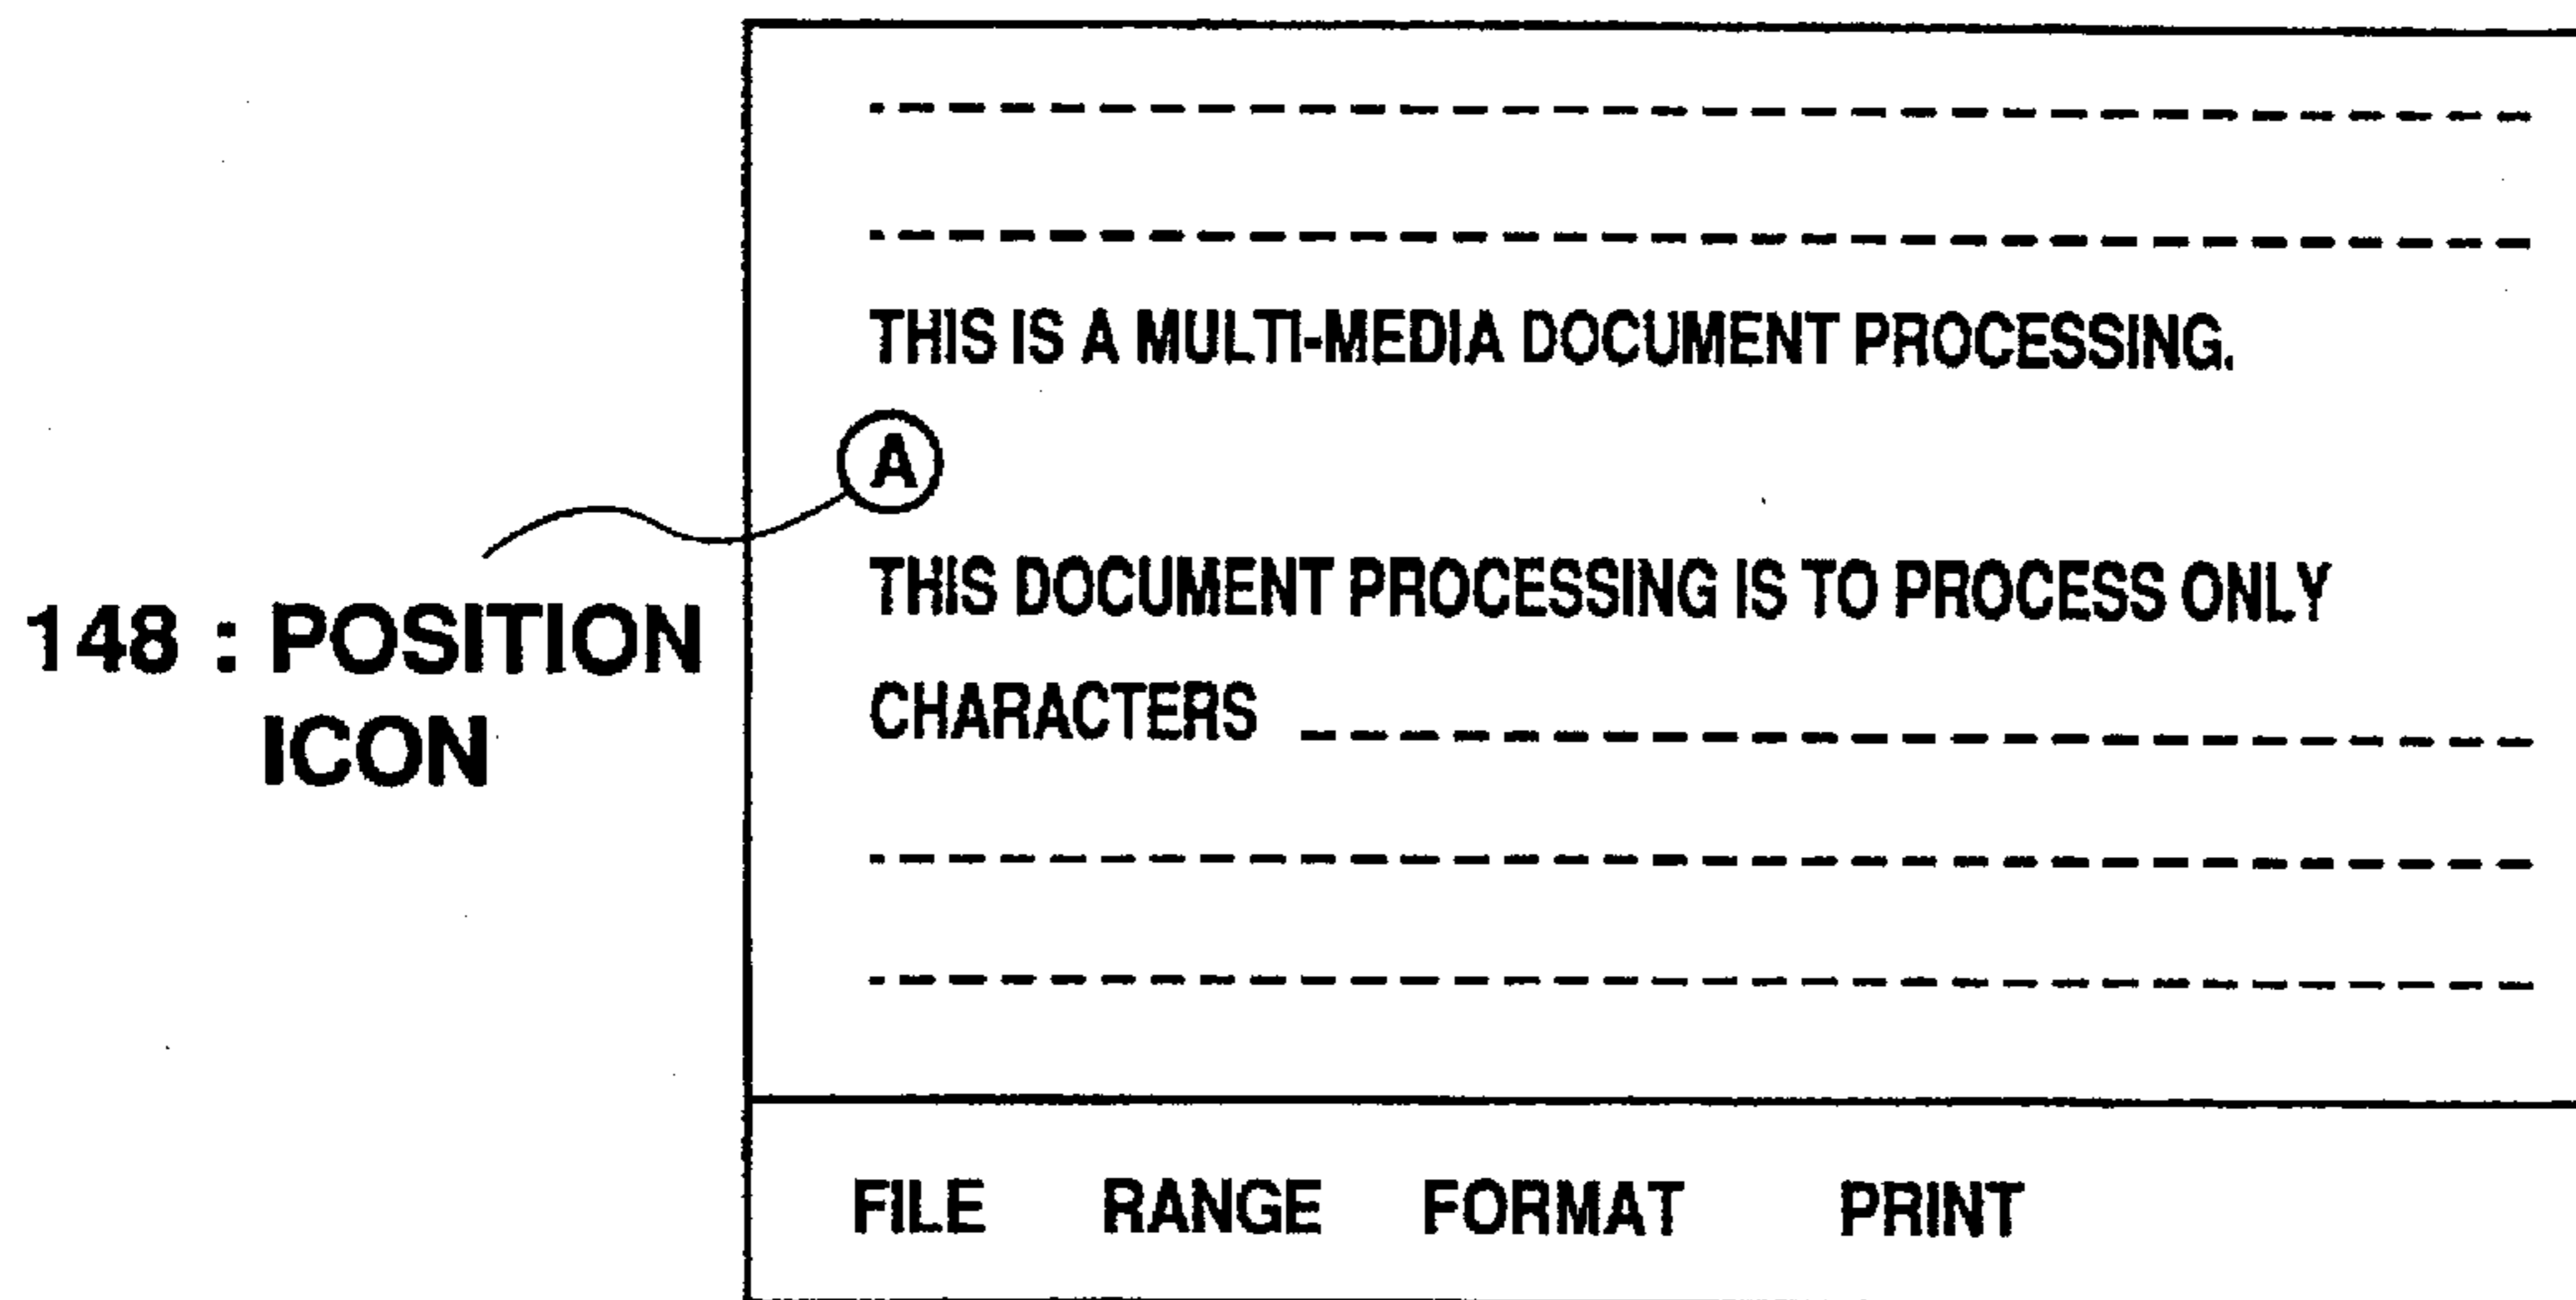 THIS IS A MULTI-MEDIA DOCUMENT PROCESSING.
A
148 : POSITION
ICON
THIS DOCUMENT PROCESSING IS TO PROCESS ONLY
CHARACTERS
FILE RANGE FORMAT PRINT